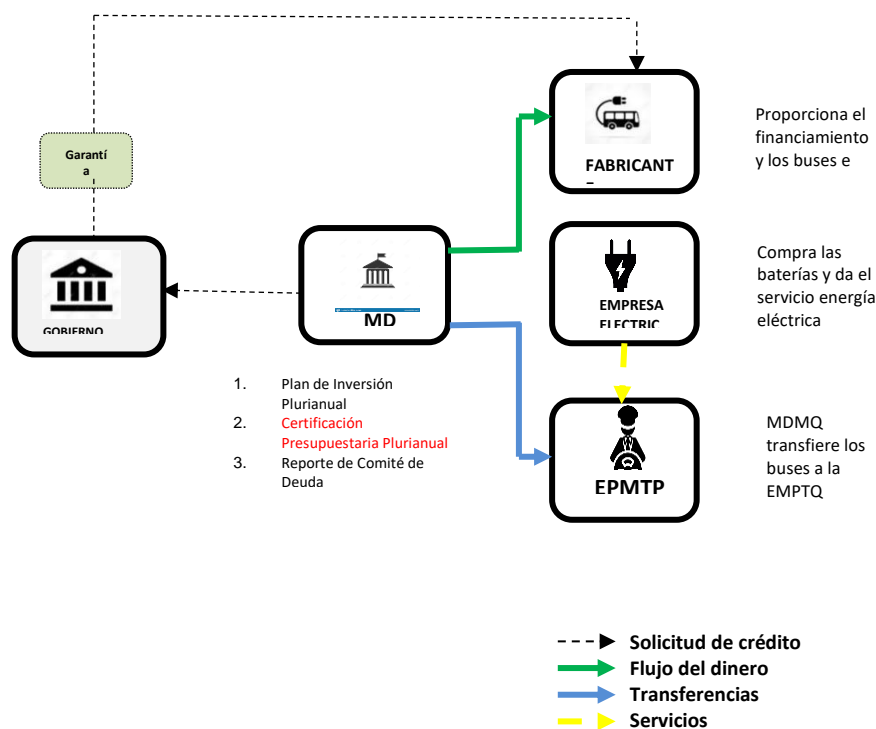 Proporciona el
financiamiento
y los buses e
Garantí
a
FABRICANT
Compra las
baterías y da el
servicio energía
eléctrica
GOBIERNO
MD
EMPRESA
ELECTRIC
1. Plan de Inversión
Plurianual
2. Certificación
Presupuestaria Plurianual
3. Reporte de Comité de
Deuda
EPMTP
MDMQ
transfiere los
buses a la
EMPTQ
Solicitud de crédito
Flujo del dinero
Transferencias
Servicios